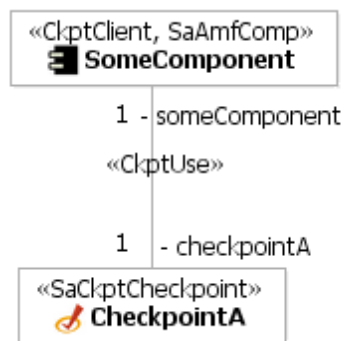 «CkptClient, SaAmfComp»
SomeComponent
1 - someComponent
«CkptUse»
1 - checkpointA
«SaCkptCheckpoint»
CheckpointA